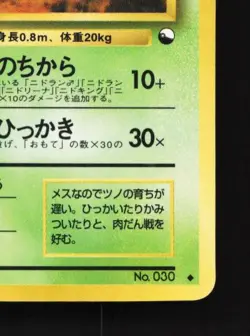 身長0.8m、体重20kg
のちから 10+
いる「ニドラン♂」「ニドラン
「ニドリーナ」「ニドキング」「ニ
×10のダメージを追加する。
ひっかき 30×
投げ、「おもて」の数×30の
メスなのでツノの育ちが
遅い。ひっかいたりかみ
ついたりと、肉だん戦を
好む。
No. 030 ◆